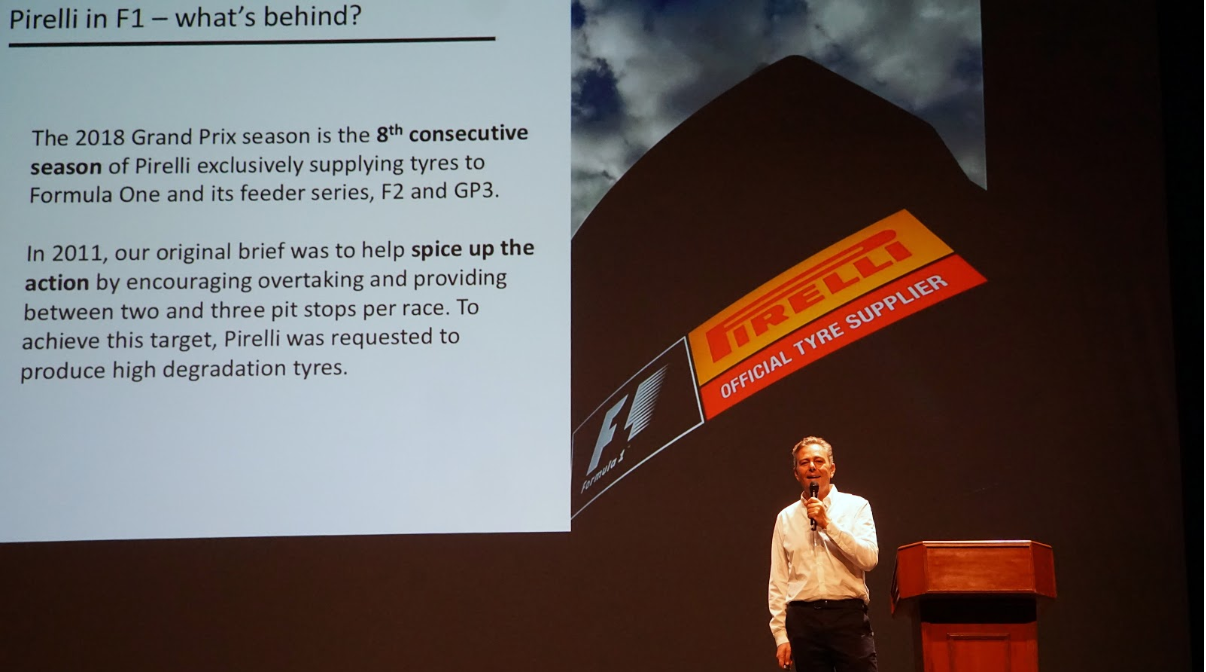 Pirelli in F1 – what's behind?
The 2018 Grand Prix season is the 8th consecutive
season of Pirelli exclusively supplying tyres to
Formula One and its feeder series, F2 and GP3.
In 2011, our original brief was to help spice up the
action by encouraging overtaking and providing
between two and three pit stops per race. To
achieve this target, Pirelli was requested to
produce high degradation tyres.
PIRELLI
OFFICIAL TYRE SUPPLIER
F1
Formula 1